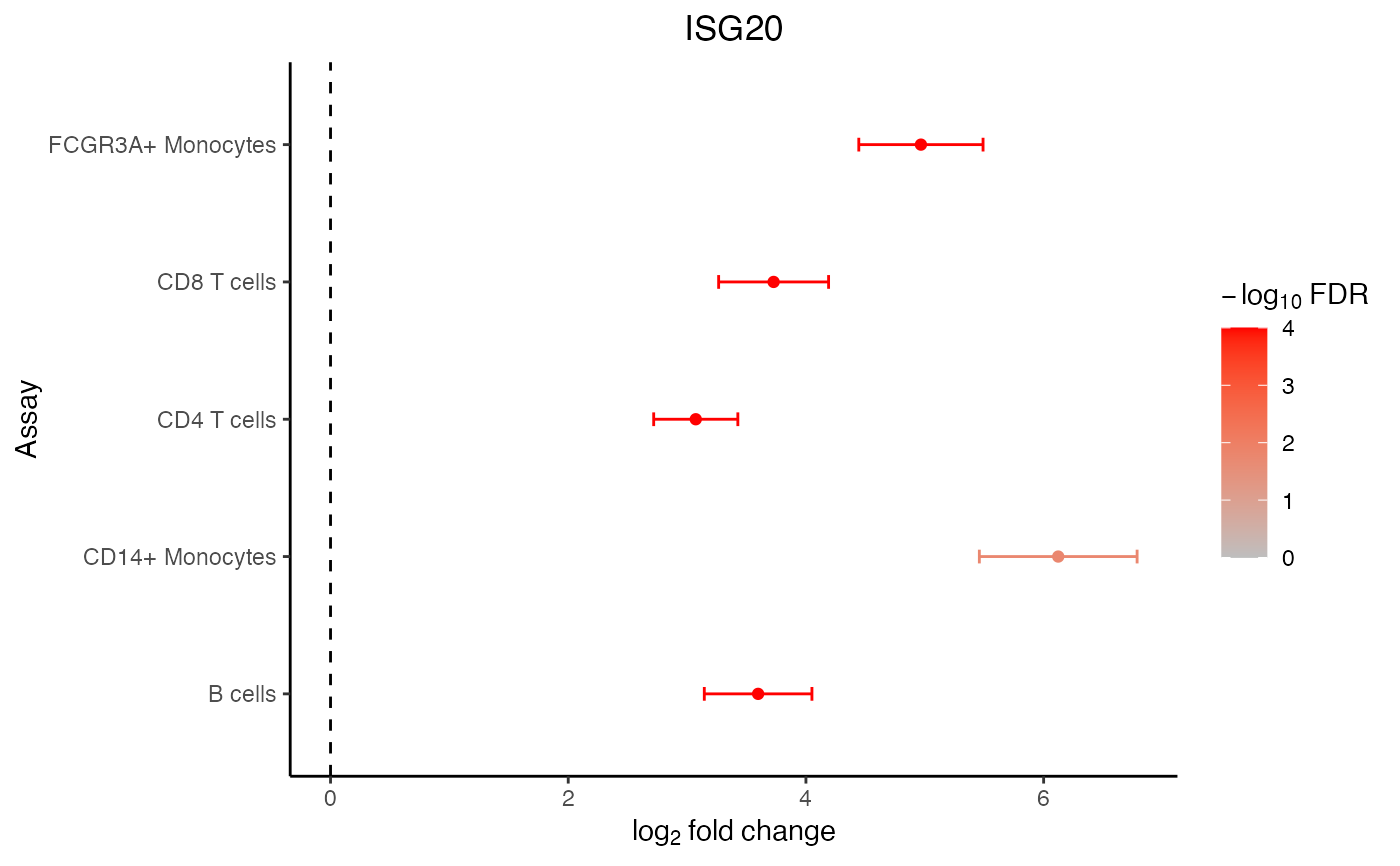 ISG20
FCGR3A+ Monocytes
CD8 T cells
CD4 T cells
CD14+ Monocytes
B cells
Assay
0 2 4 6
log₂ fold change
−log₁₀ FDR
4
3
2
1
0